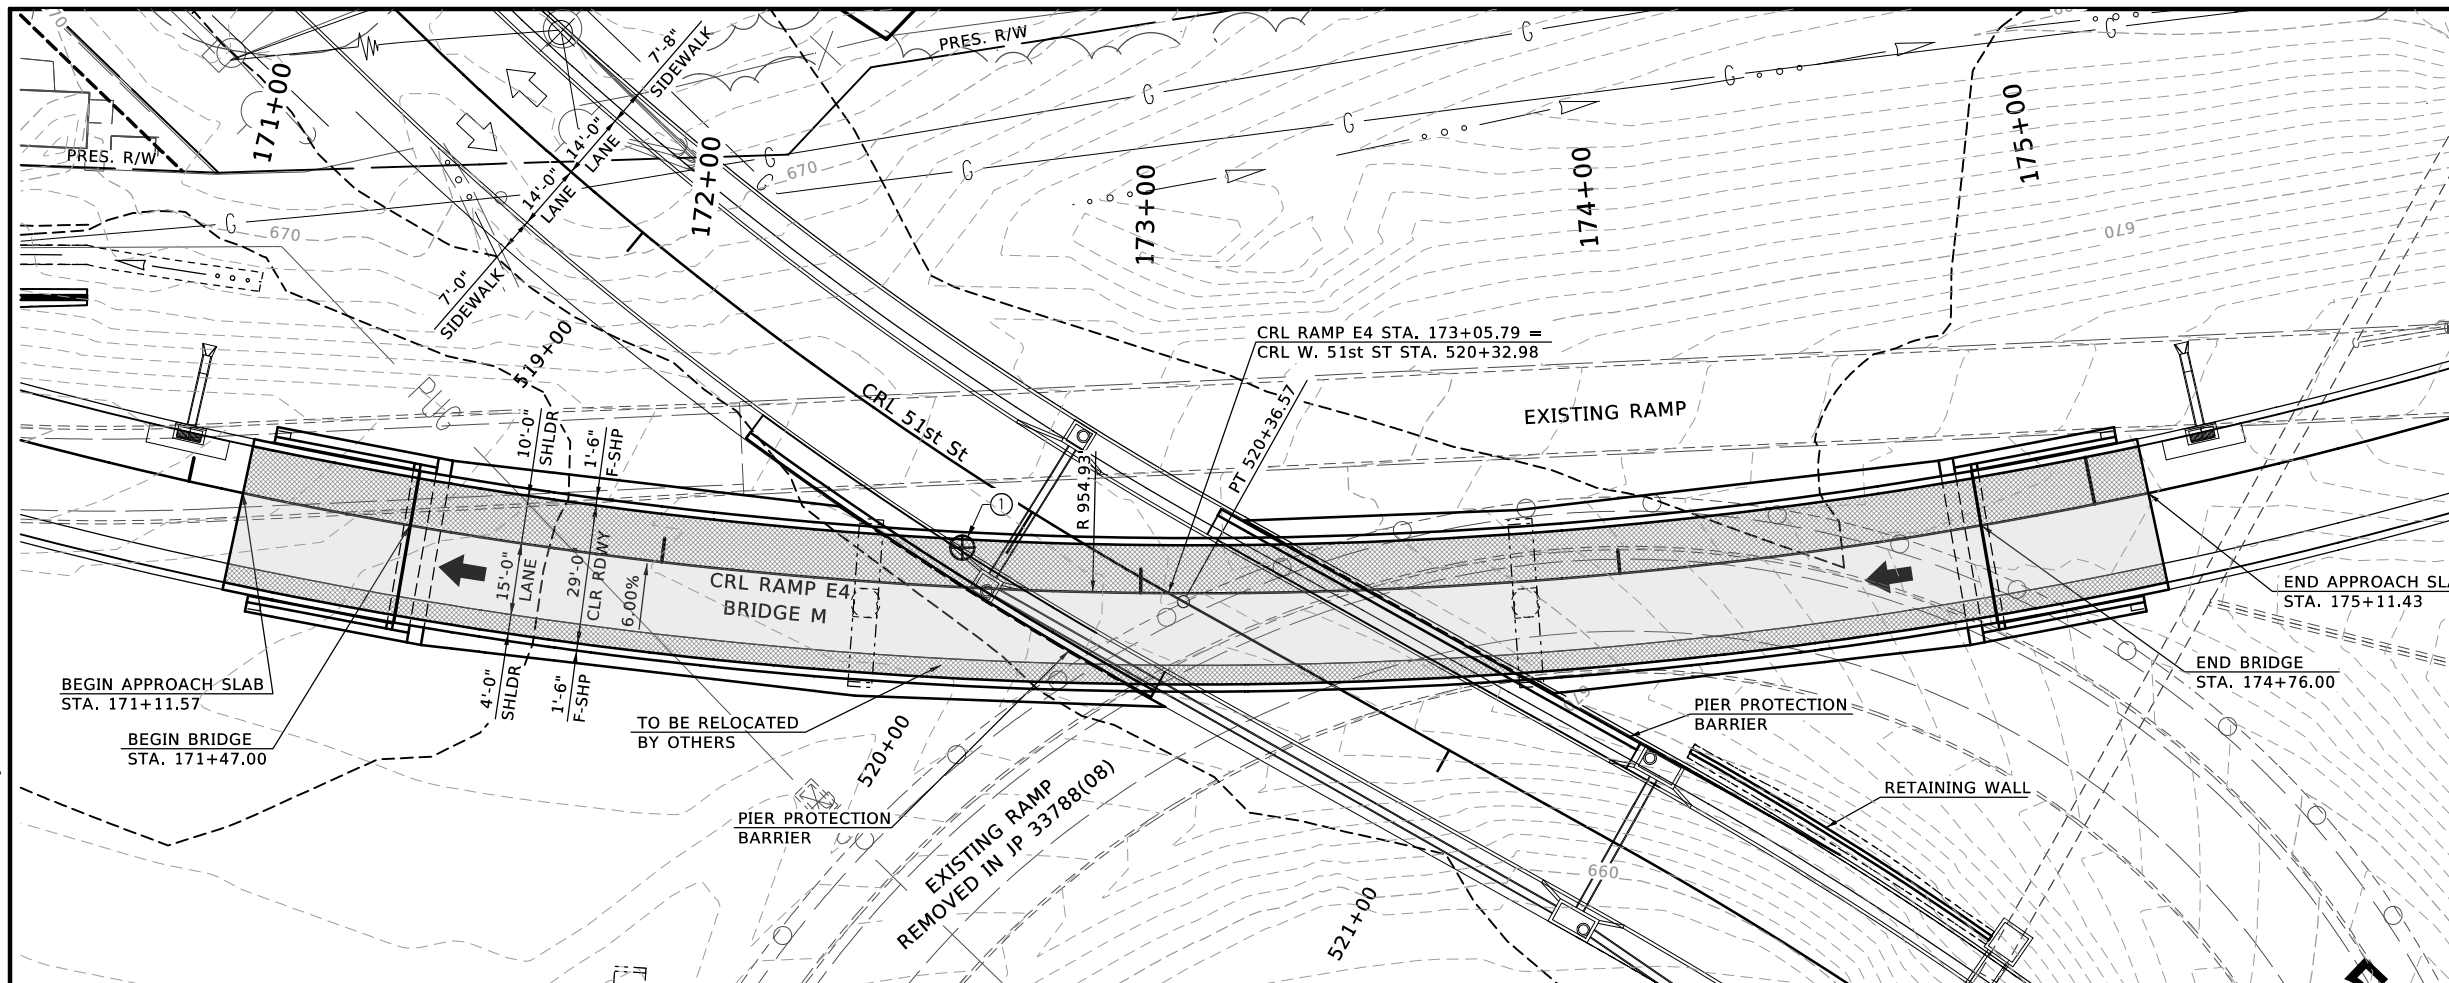 PRES. R/W
171+00
7'-8"
SIDEWALK
14'-0"
LANE
14'-0"
LANE
7'-0"
SIDEWALK
172+00
PRES. R/W
G
G
G
G
G
G
G
G
G
670
670
670
173+00
174+00
175+00
519+00
CRL RAMP E4 STA. 173+05.79 =
CRL W. 51st ST STA. 520+32.98
EXISTING RAMP
CRL 51st St
R 954.93'
PT 520+36.57
1
10'-0"
SHLDR
1'-6"
F-SHP
15'-0"
LANE
29'-0"
CLR RDWY
6.00%
CRL RAMP E4
BRIDGE M
4'-0"
SHLDR
1'-6"
F-SHP
BEGIN APPROACH SLAB
STA. 171+11.57
BEGIN BRIDGE
STA. 171+47.00
TO BE RELOCATED
BY OTHERS
520+00
PIER PROTECTION
BARRIER
EXISTING RAMP
REMOVED IN JP 33788(08)
END APPROACH SLA
STA. 175+11.43
END BRIDGE
STA. 174+76.00
PIER PROTECTION
BARRIER
RETAINING WALL
660
521+00